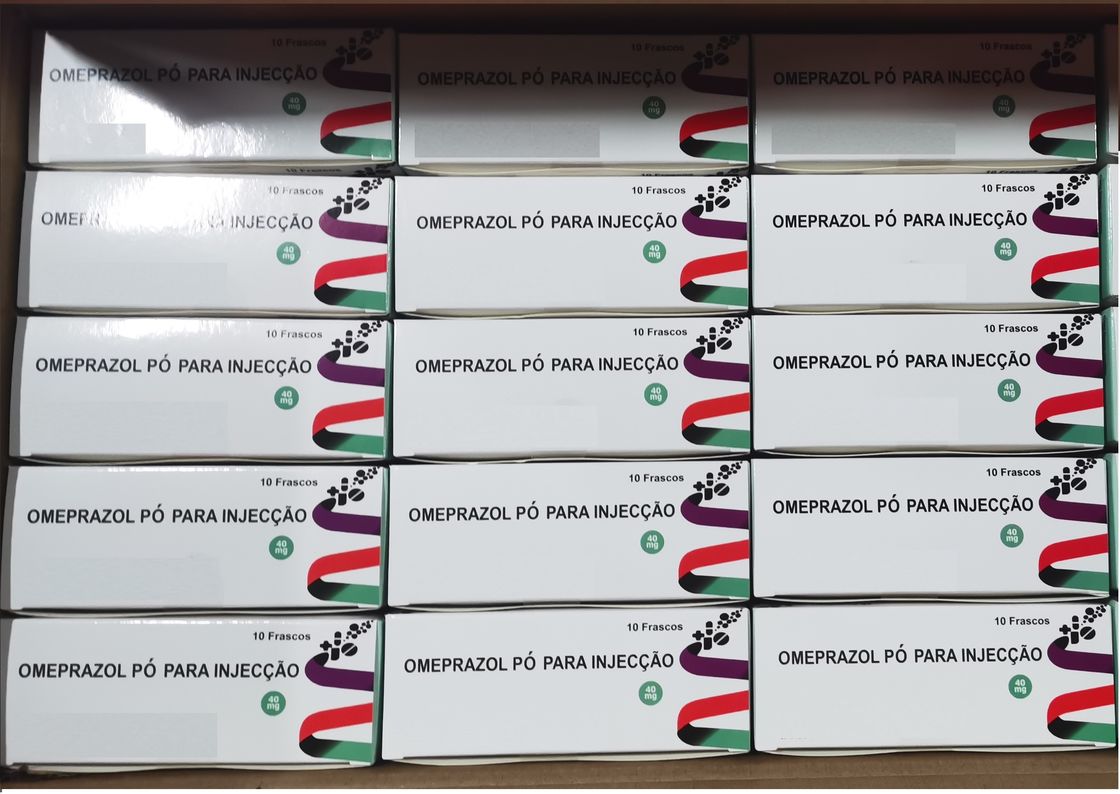 10 Frascos
OMEPRAZOL PÓ PARA INJECÇÃO
40
mg
10 Frascos
OMEPRAZOL PÓ PARA INJECÇÃO
40
mg
10 Frascos
OMEPRAZOL PÓ PARA INJECÇÃO
40
mg
10 Frascos
INJECÇÃO
40
mg
10 Frascos
OMEPRAZOL PÓ PARA INJECÇÃO
40
mg
10 Frascos
OMEPRAZOL PÓ PARA INJECÇÃO
40
mg
10 Frascos
OMEPRAZOL PÓ PARA INJECÇÃO
40
mg
10 Frascos
OMEPRAZOL PÓ PARA INJECÇÃO
40
mg
10 Frascos
OMEPRAZOL PÓ PARA INJECÇÃO
40
mg
10 Frascos
OMEPRAZOL PÓ PARA INJECÇÃO
40
mg
10 Frascos
OMEPRAZOL PÓ PARA INJECÇÃO
40
mg
10 Frascos
OMEPRAZOL PÓ PARA INJECÇÃO
40
mg
10 Frascos
OMEPRAZOL PÓ PARA INJECÇÃO
40
mg
10 Frascos
OMEPRAZOL PÓ PARA INJECÇÃO
40
mg
10 Frascos
OMEPRAZOL PÓ PARA INJECÇÃO
40
mg